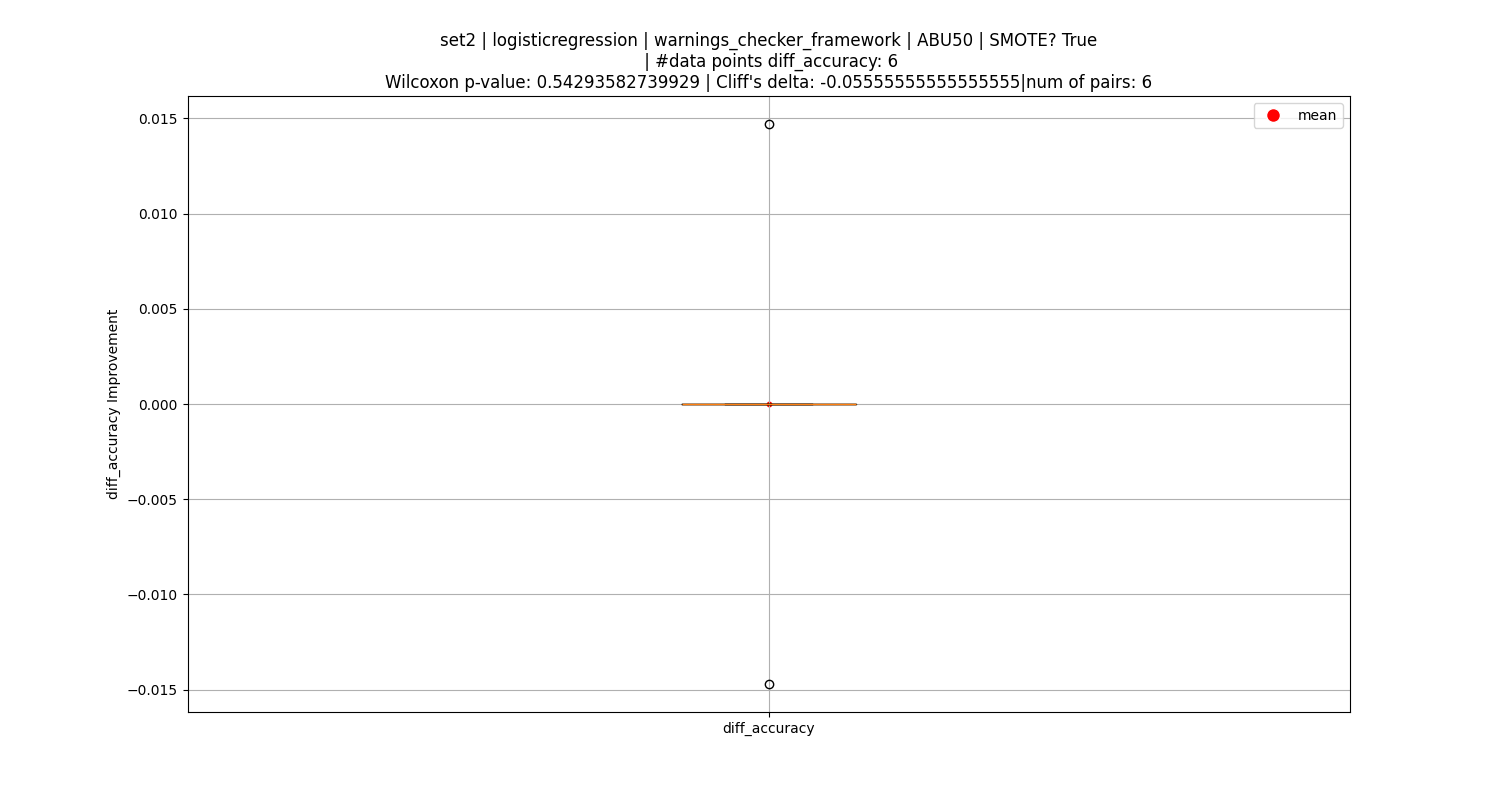 set2 | logisticregression | warnings_checker_framework | ABU50 | SMOTE? True
| #data points diff_accuracy: 6
Wilcoxon p-value: 0.54293582739929 | Cliff's delta: -0.05555555555555555|num of pairs: 6
mean
0.015
0.010
0.005
0.000
−0.005
−0.010
−0.015
diff_accuracy Improvement
diff_accuracy